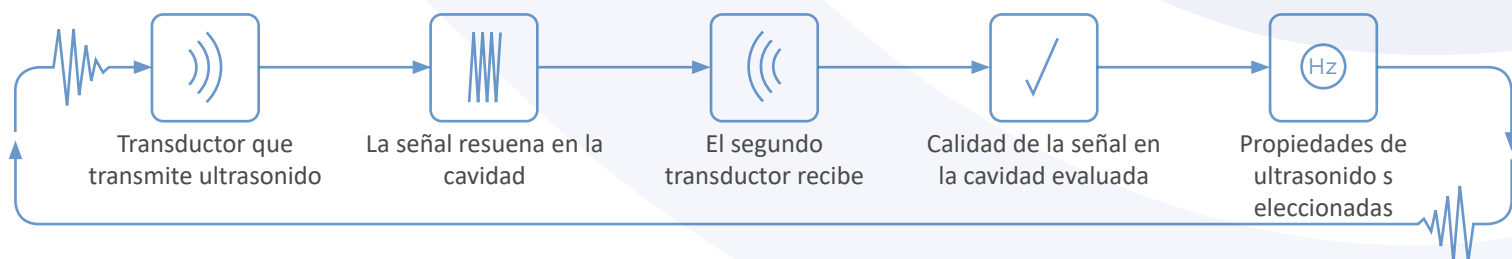 Transductor que
transmite ultrasonido
La señal resuena en la
cavidad
El segundo
transductor recibe
Calidad de la señal en
la cavidad evaluada
Hz
Propiedades de
ultrasonido s
eleccionadas